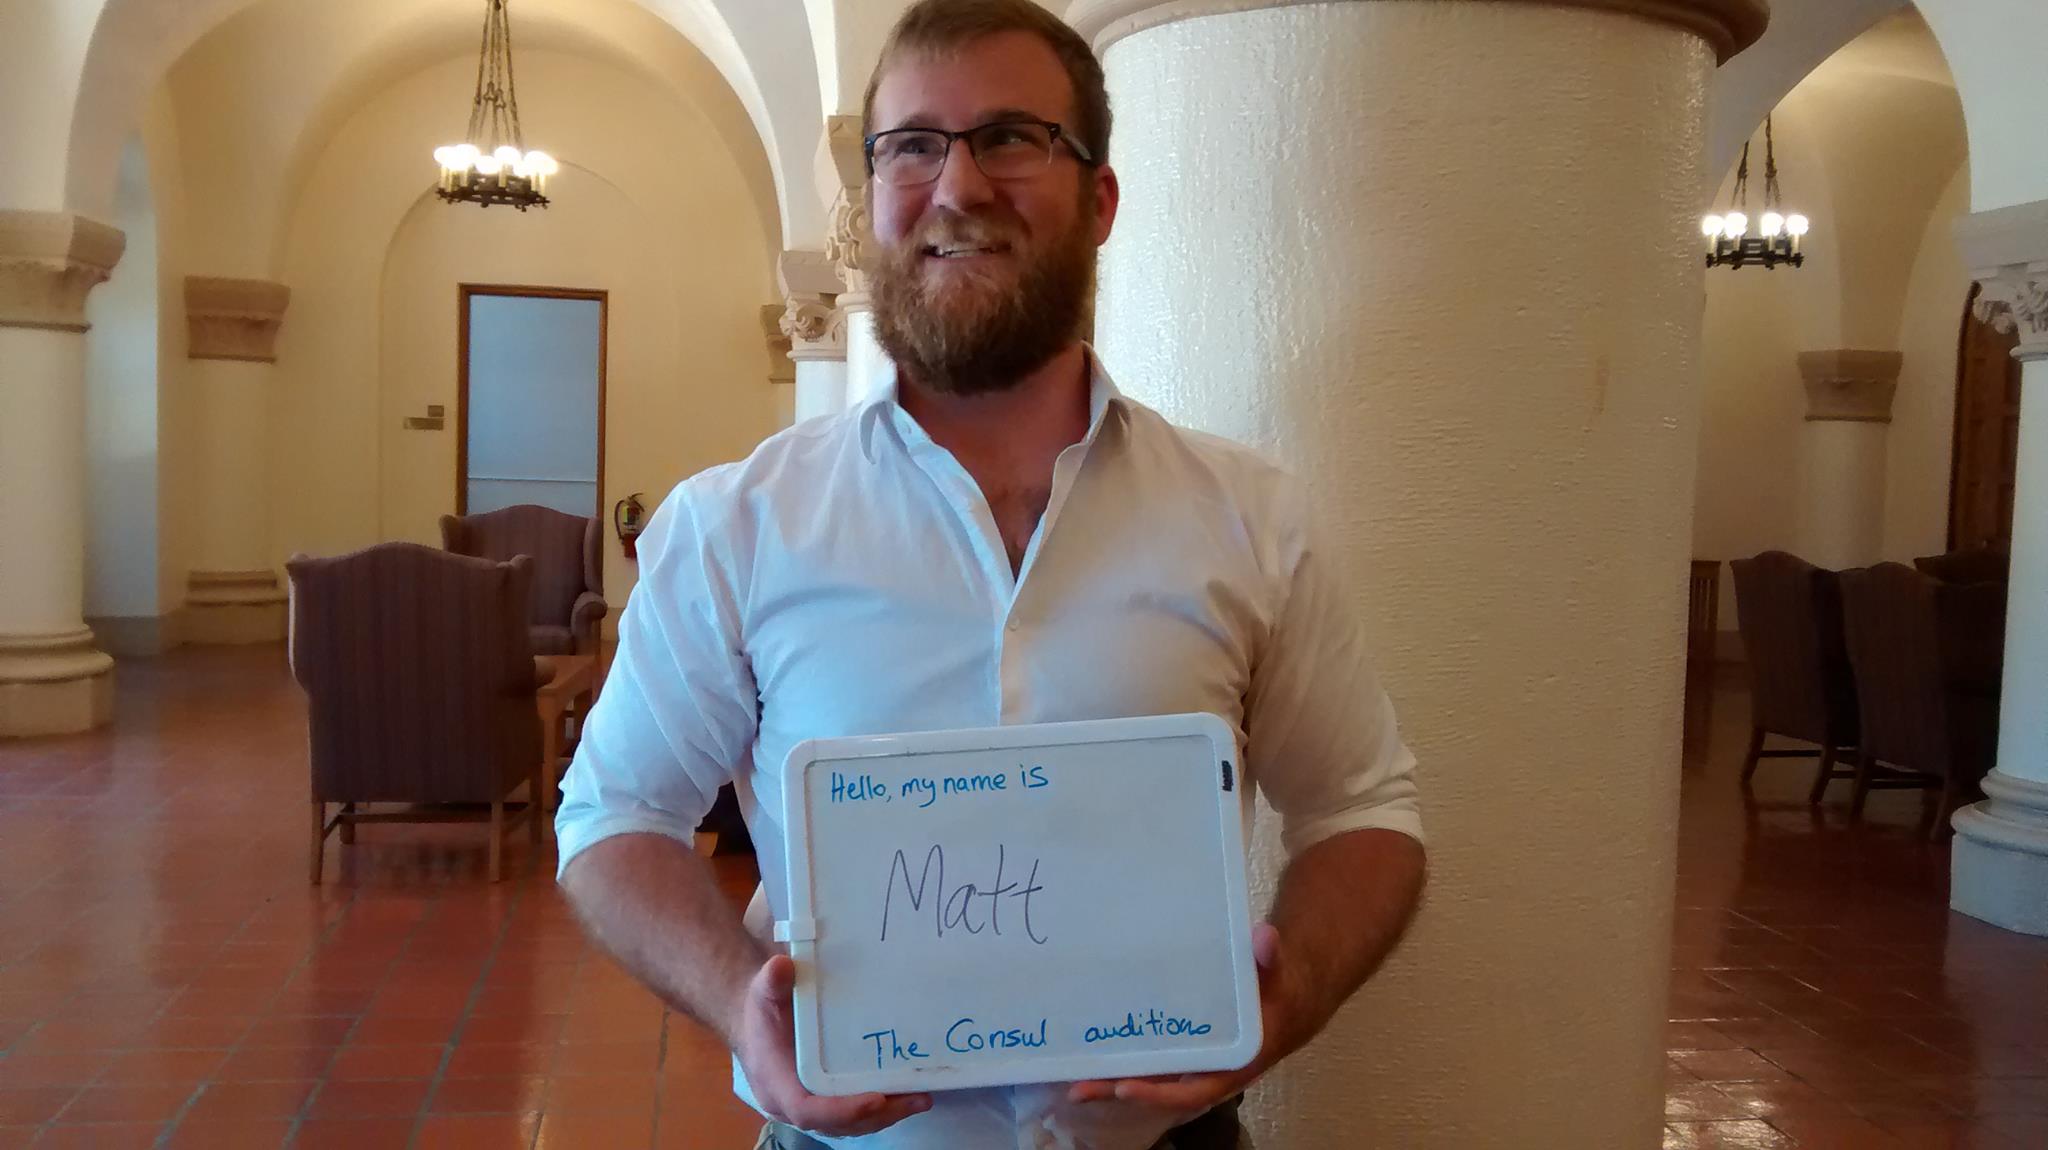 Hello, my name is
Matt
The Consul auditions